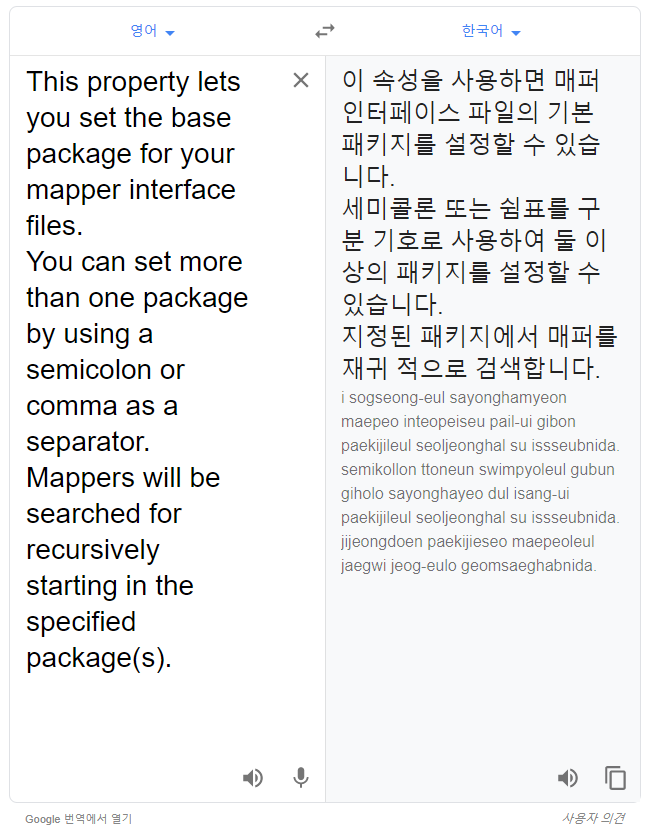 영어
한국어
This property lets
you set the base
package for your
mapper interface
files.
You can set more
than one package
by using a
semicolon or
comma as a
separator.
Mappers will be
searched for
recursively
starting in the
specified
package(s).
이 속성을 사용하면 매퍼
인터페이스 파일의 기본
패키지를 설정할 수 있습
니다.
세미콜론 또는 쉼표를 구
분 기호로 사용하여 둘 이
상의 패키지를 설정할 수
있습니다.
지정된 패키지에서 매퍼를
재귀 적으로 검색합니다.
i sogseong-eul sayonghamyeon
maepeo inteopeiseu pail-ui gibon
paekijileul seoljeonghal su issseubnida.
semikollon ttoneun swimpyoleul gubun
giholo sayonghayeo dul isang-ui
paekijileul seoljeonghal su issseubnida.
jijeongdoen paekijieseo maepeoleul
jaegwi jeog-eulo geomsaeghabnida.
Google 번역에서 열기
사용자 의견